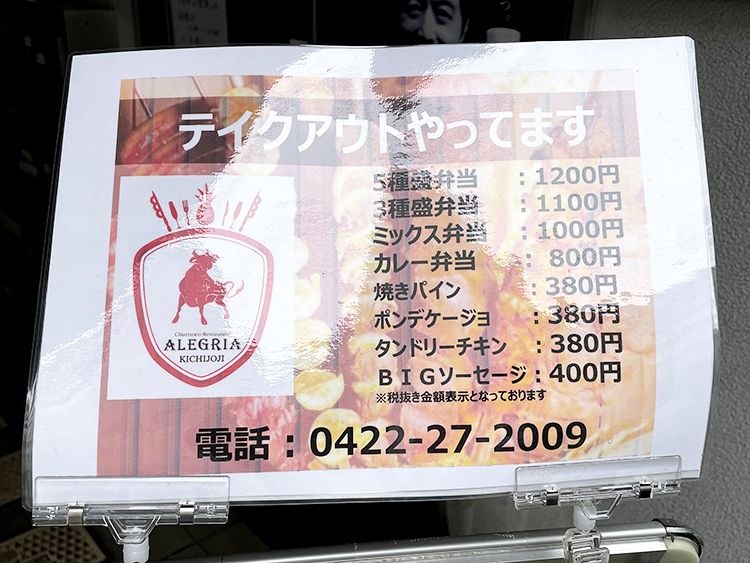 テイクアウトやってます
5種盛弁当 : 1200円
3種盛弁当 : 1100円
ミックス弁当 : 1000円
カレー弁当 : 800円
焼きパイン : 380円
ポンデケージョ : 380円
タンドリーチキン : 380円
BIGソーセージ : 400円
※税抜き金額表示となっております
Churrasco Restaurant
ALEGRIA
KICHIJOJI
電話 : 0422-27-2009